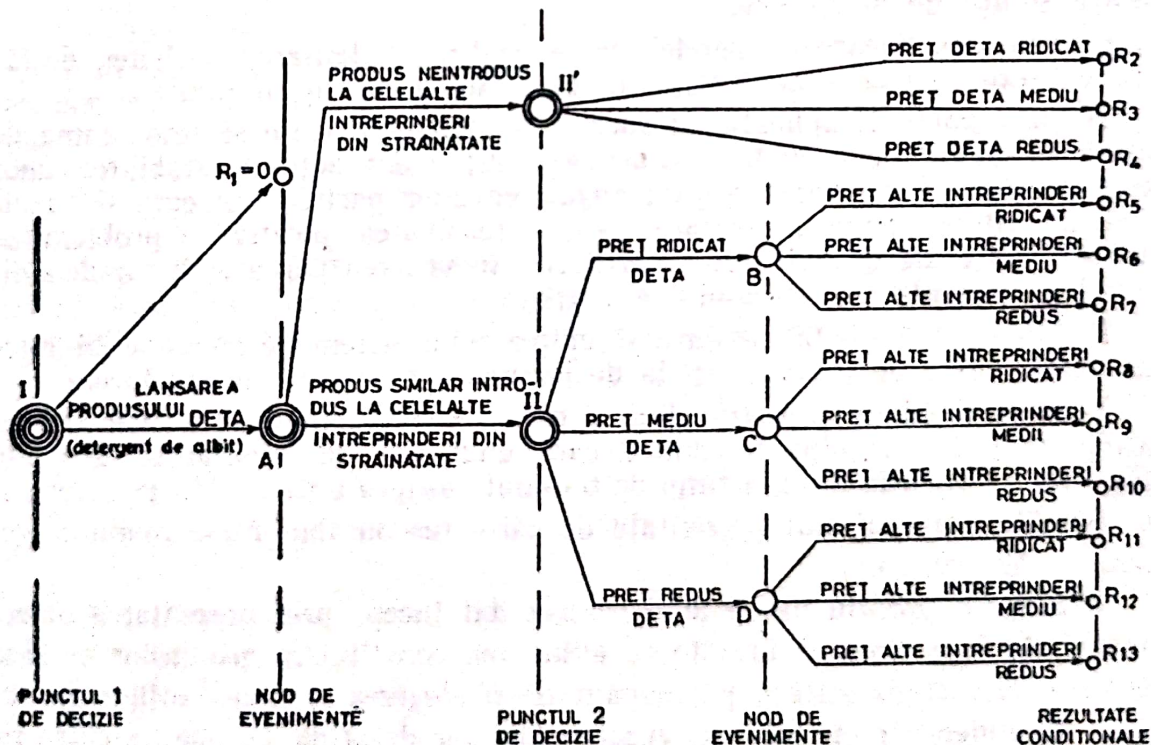 PRET DETA RIDICAT
R2
PRODUS NEINTRODUS
LA CELELALTE
INTREPRINDERI
DIN STRĂINĂTATE
II'
PRET DETA MEDIU
R3
PRET DETA REDUS
R4
R1=0
PRET ALTE INTREPRINDERI
RIDICAT
R5
PRET RIDICAT
DETA
B
PRET ALTE INTREPRINDERI
MEDIU
R6
PRET ALTE INTREPRINDERI
REDUS
R7
I
LANSAREA
PRODUSULUI DETA
(detergent de albit)
A
PRODUS SIMILAR INTRO-
DUS LA CELELALTE
INTREPRINDERI DIN
STRĂINĂTATE
II
PRET ALTE INTREPRINDERI
RIDICAT
R8
PRET MEDIU
DETA
C
PRET ALTE INTREPRINDERI
MEDII
R9
PRET ALTE INTREPRINDERI
REDUS
R10
PRET ALTE INTREPRINDERI
RIDICAT
R11
PRET REDUS
DETA
D
PRET ALTE INTREPRINDERI
MEDIU
R12
PRET ALTE INTREPRINDERI
REDUS
R13
PUNCTUL 1
DE DECIZIE
NOD DE
EVENIMENTE
PUNCTUL 2
DE DECIZIE
NOD DE
EVENIMENTE
REZULTATE
CONDITIONALE